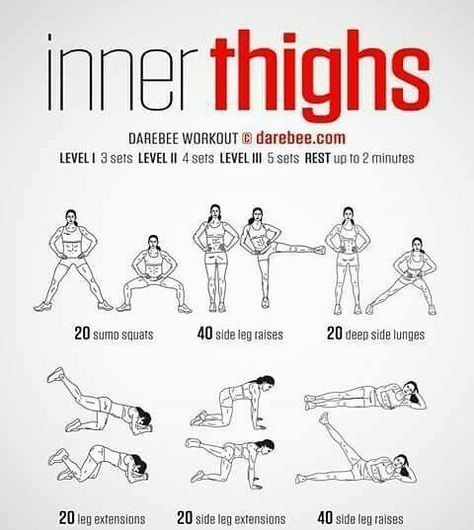 inner thighs
DAREBEE WORKOUT © darebee.com
LEVEL I 3 sets LEVEL II 4 sets LEVEL III 5 sets REST up to 2 minutes
20 sumo squats 40 side leg raises 20 deep side lunges
20 leg extensions 20 side leg extensions 40 side leg raises